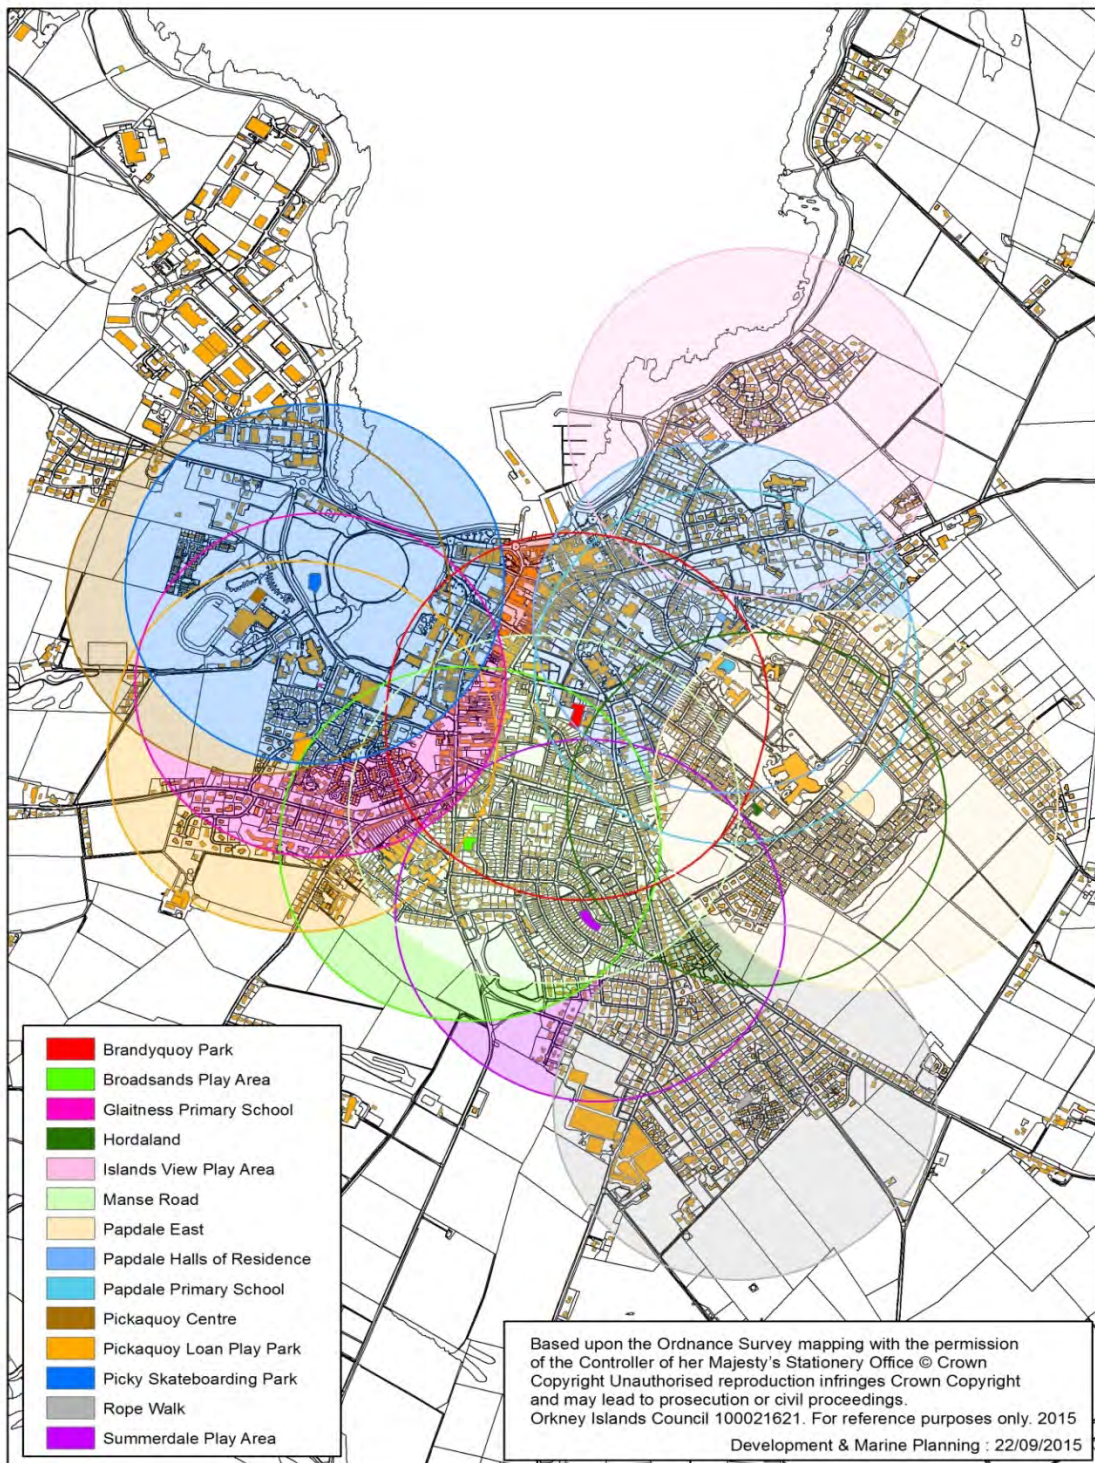 Brandyquoy Park
Broadsands Play Area
Glaitness Primary School
Hordaland
Islands View Play Area
Manse Road
Papdale East
Papdale Halls of Residence
Papdale Primary School
Pickaquoy Centre
Pickaquoy Loan Play Park
Picky Skateboarding Park
Rope Walk
Summerdale Play Area
Based upon the Ordnance Survey mapping with the permission
of the Controller of her Majesty's Stationery Office © Crown
Copyright Unauthorised reproduction infringes Crown Copyright
and may lead to prosecution or civil proceedings.
Orkney Islands Council 100021621. For reference purposes only. 2015
Development & Marine Planning : 22/09/2015